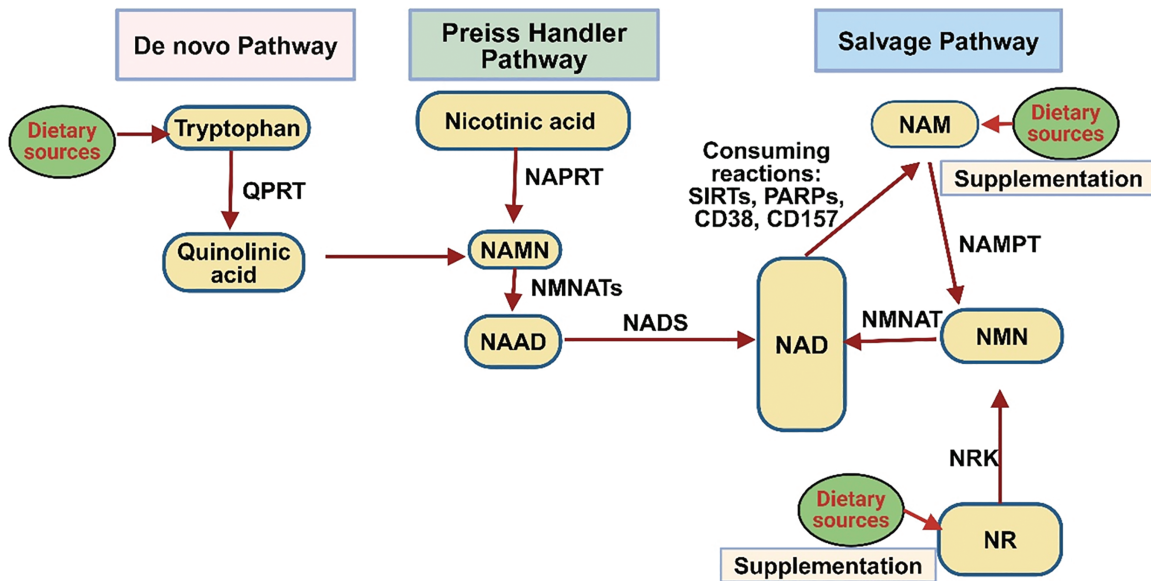 De novo Pathway
Preiss Handler
Pathway
Salvage Pathway
Dietary
sources
Tryptophan
QPRT
Quinolinic
acid
Nicotinic acid
NAPRT
NAMN
NMNATs
NAAD
NADS
Consuming
reactions:
SIRTs, PARPs,
CD38, CD157
NAD
NAM
Dietary
sources
Supplementation
NAMPT
NMNAT
NMN
NRK
Dietary
sources
Supplementation
NR